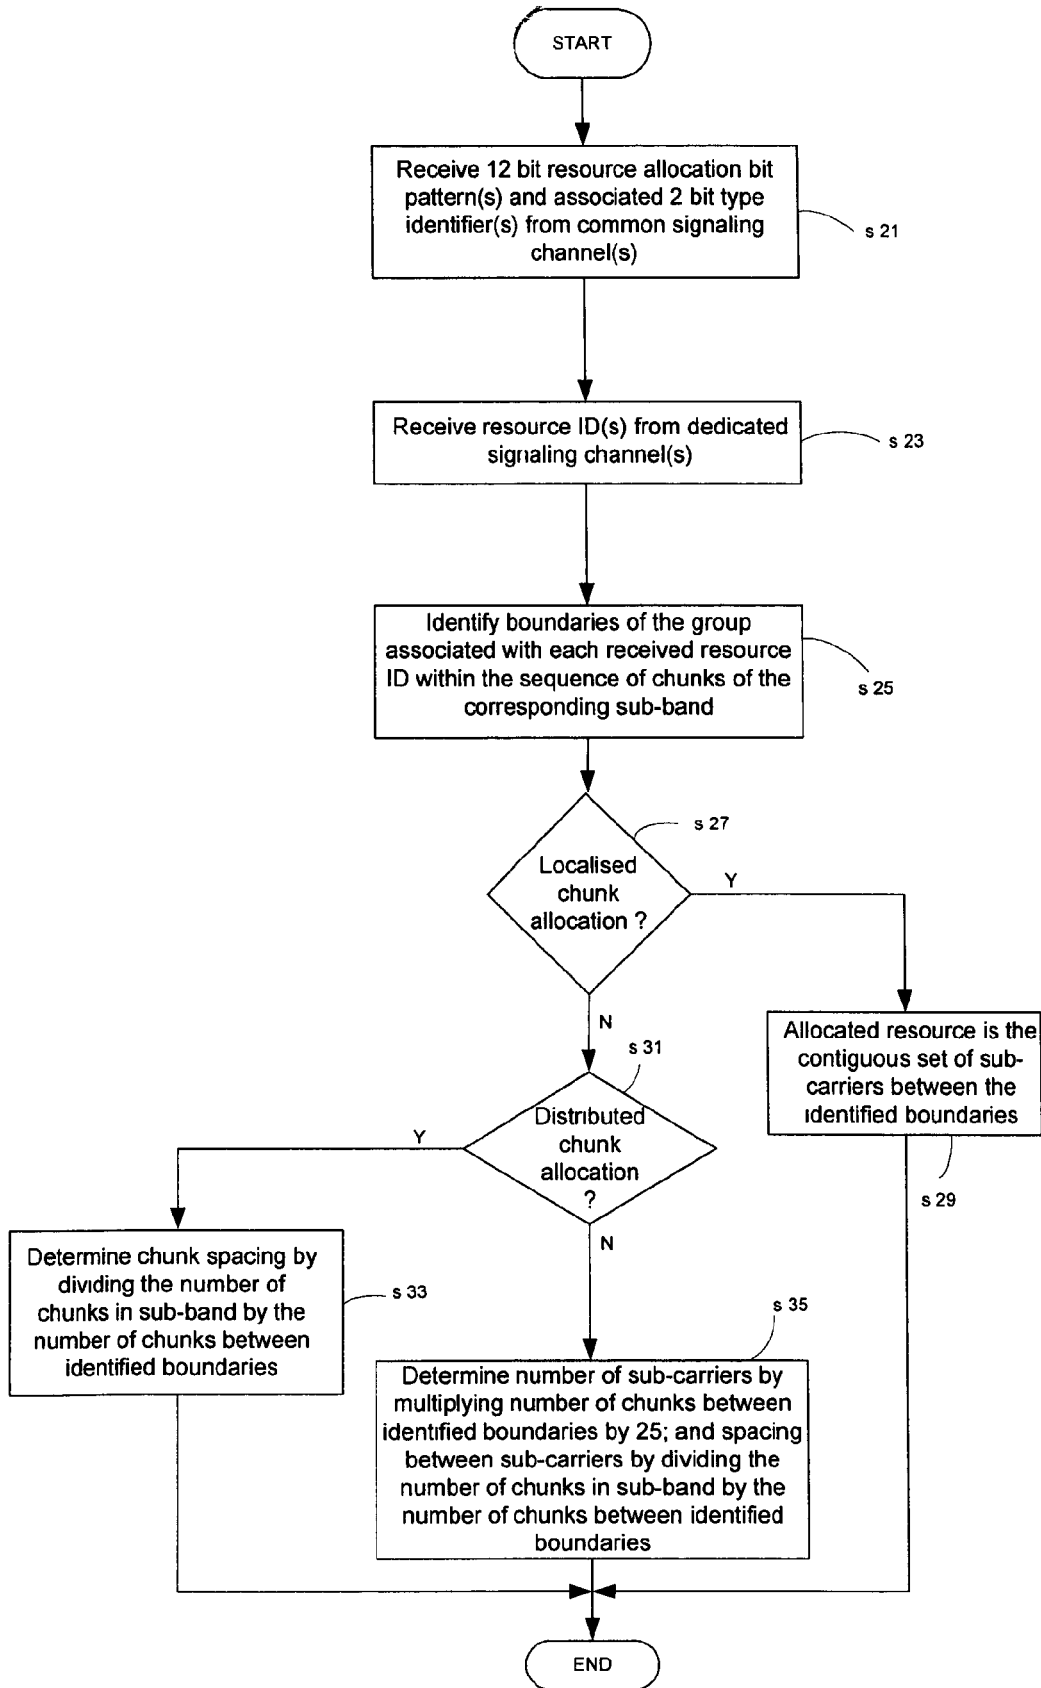 START
Receive 12 bit resource allocation bit
pattern(s) and associated 2 bit type
identifier(s) from common signaling
channel(s)
s 21
Receive resource ID(s) from dedicated
signaling channel(s)
s 23
Identify boundaries of the group
associated with each received resource
ID within the sequence of chunks of the
corresponding sub-band
s 25
s 27
Localised
chunk
allocation ?
Y
N
Allocated resource is the
contiguous set of sub-
carriers between the
identified boundaries
s 29
s 31
Distributed
chunk
allocation
?
Y
N
Determine chunk spacing by
dividing the number of
chunks in sub-band by the
number of chunks between
identified boundaries
s 33
s 35
Determine number of sub-carriers by
multiplying number of chunks between
identified boundaries by 25; and spacing
between sub-carriers by dividing the
number of chunks in sub-band by the
number of chunks between identified
boundaries
END